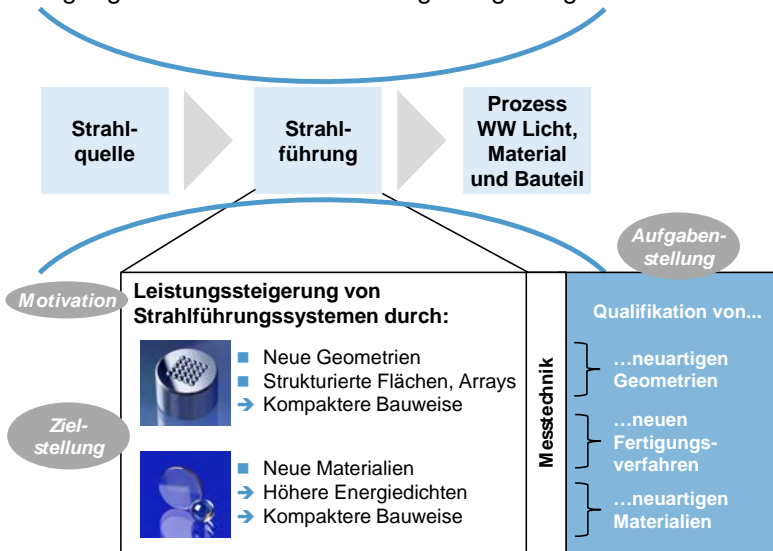 Strahl-
quelle
Strahl-
führung
Prozess
WW Licht,
Material
und Bauteil
Aufgaben-
stellung
Motivation
Leistungssteigerung von
Strahlführungssystemen durch:
Neue Geometrien
Strukturierte Flächen, Arrays
Kompaktere Bauweise
Ziel-
stellung
Neue Materialien
Höhere Energiedichten
Kompaktere Bauweise
Messtechnik
Qualifikation von...
…neuartigen
Geometrien
…neuen
Fertigungs-
verfahren
…neuartigen
Materialien